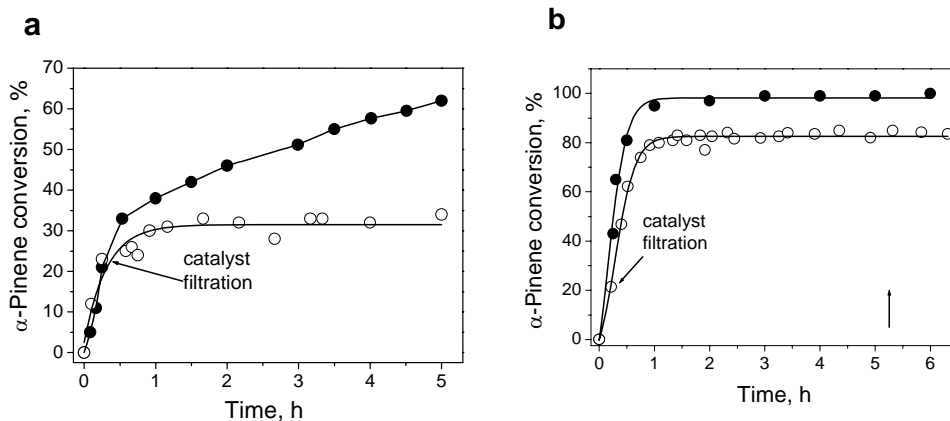 a
α-Pinene conversion, %
70
60
50
40
30
20
10
0
catalyst
filtration
0 1 2 3 4 5
Time, h
b
α-Pinene conversion, %
100
80
60
40
20
0
catalyst
filtration
0 1 2 3 4 5 6
Time, h